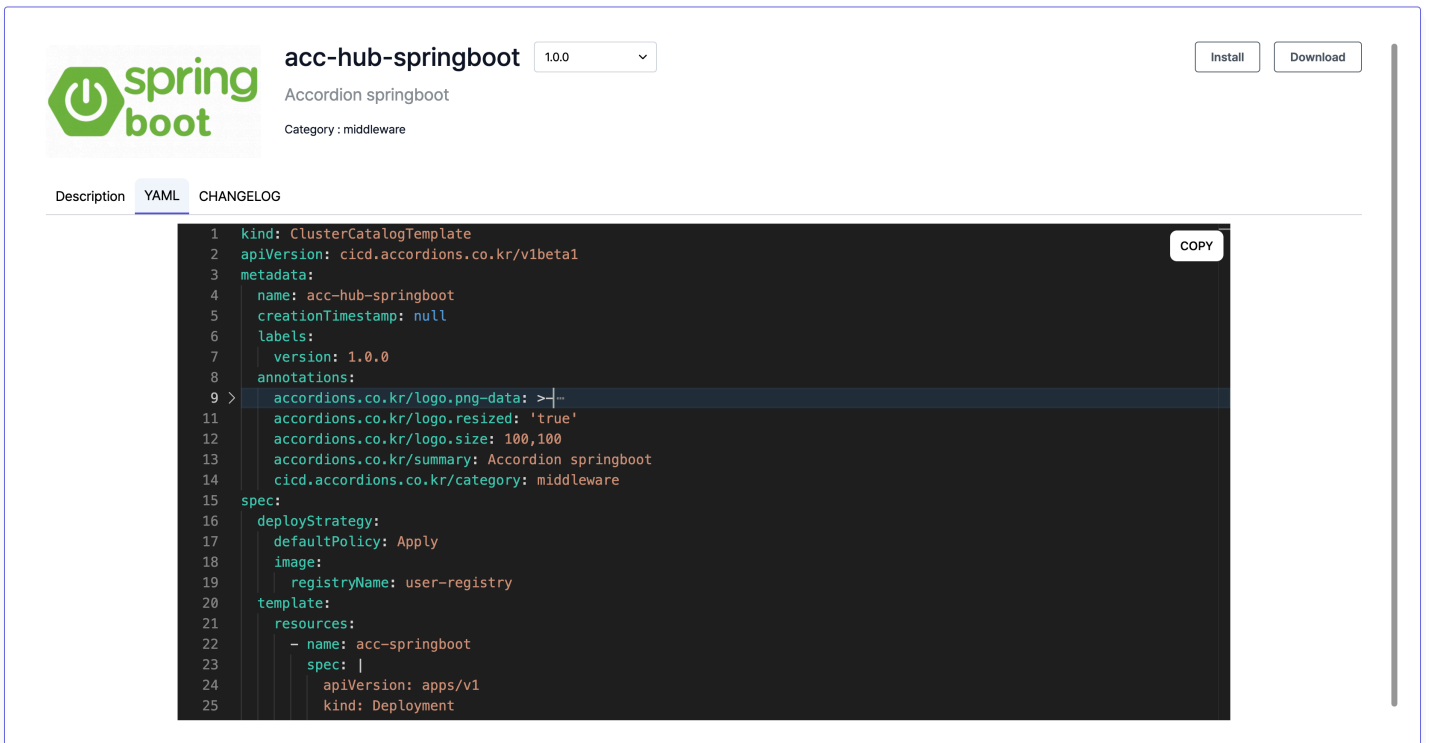 spring
boot
acc-hub-springboot 1.0.0 Install Download
Accordion springboot
Category : middleware
Description YAML CHANGELOG
COPY
1 kind: ClusterCatalogTemplate
2 apiVersion: cicd.accordions.co.kr/v1beta1
3 metadata:
4   name: acc-hub-springboot
5   creationTimestamp: null
6   labels:
7     version: 1.0.0
8   annotations:
9     accordions.co.kr/logo.png-data: >-…
11     accordions.co.kr/logo.resized: 'true'
12     accordions.co.kr/logo.size: 100,100
13     accordions.co.kr/summary: Accordion springboot
14     cicd.accordions.co.kr/category: middleware
15 spec:
16   deployStrategy:
17     defaultPolicy: Apply
18     image:
19       registryName: user-registry
20   template:
21     resources:
22       - name: acc-springboot
23         spec: |
24           apiVersion: apps/v1
25           kind: Deployment